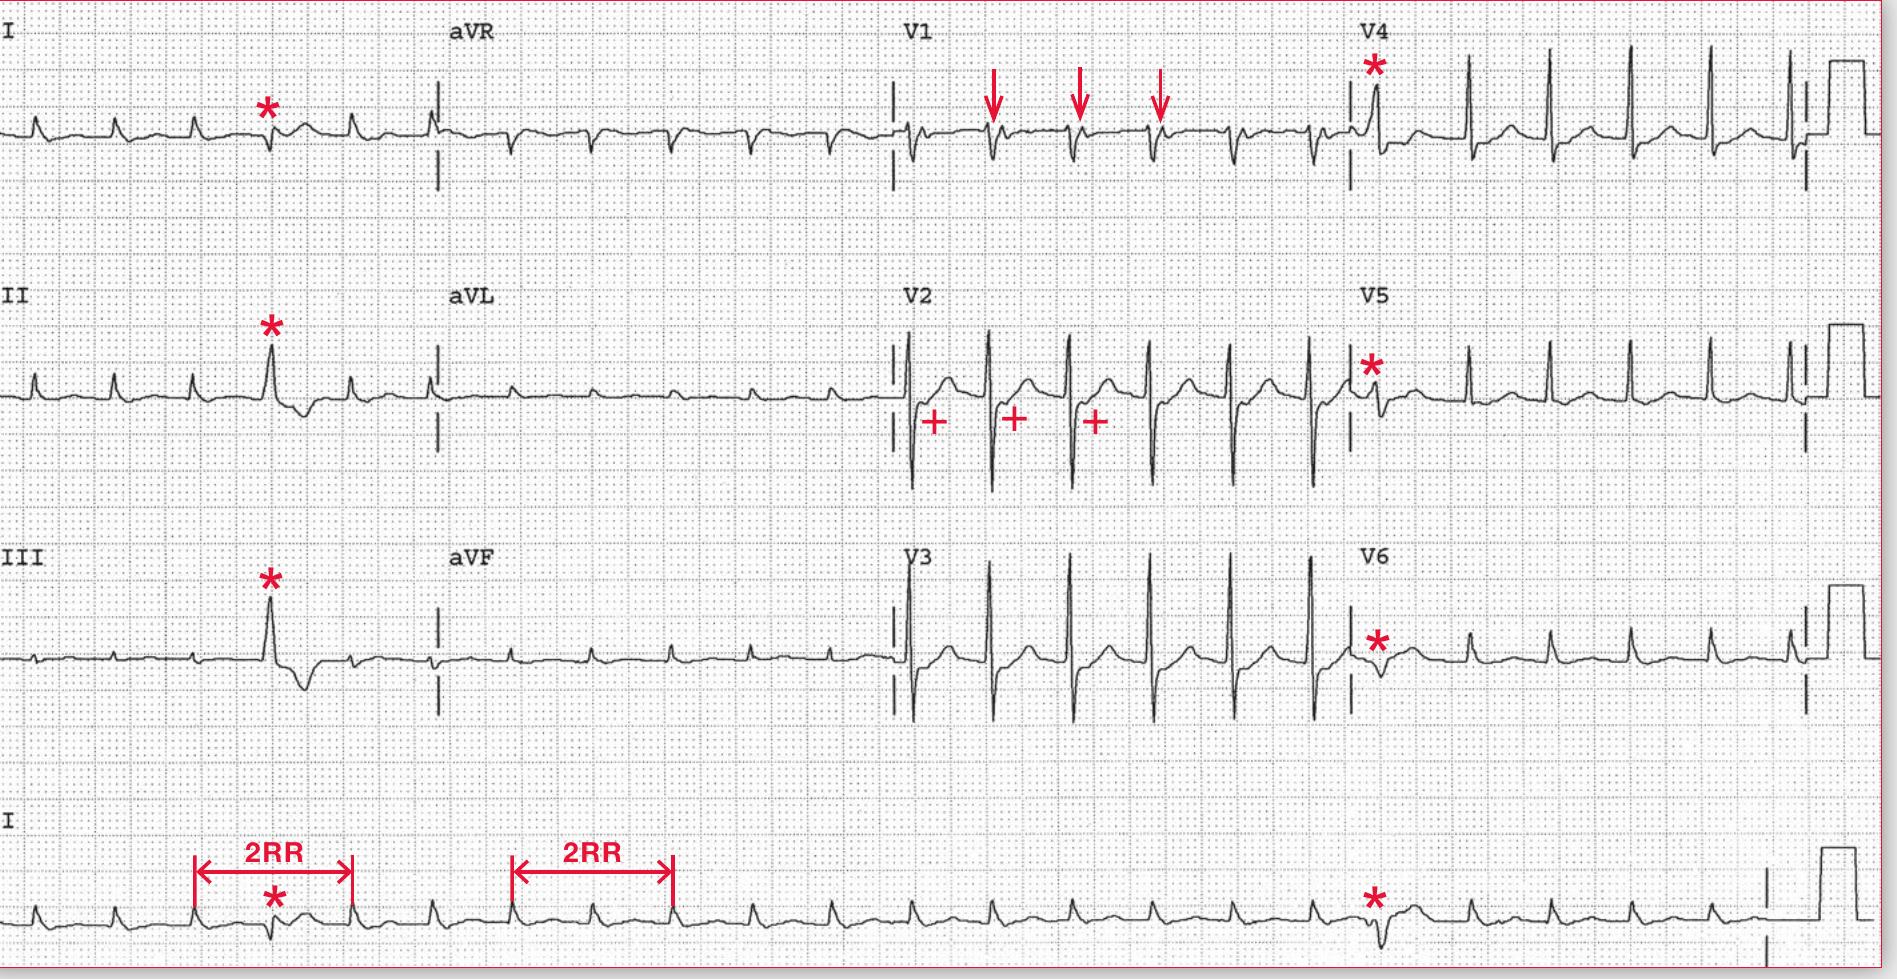 I aVR V1 V4
* *
II aVL V2 V5
* *
+ + +
III aVF V3 V6
* *
I
2RR 2RR
* *